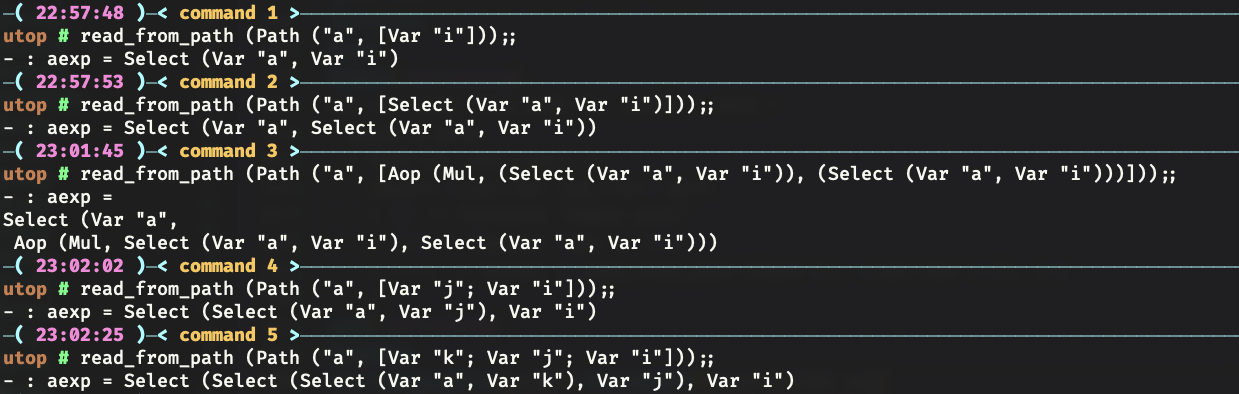 —( 22:57:48 )—< command 1 >—
utop # read_from_path (Path ("a", [Var "i"]));;
- : aexp = Select (Var "a", Var "i")
—( 22:57:53 )—< command 2 >—
utop # read_from_path (Path ("a", [Select (Var "a", Var "i")]));;
- : aexp = Select (Var "a", Select (Var "a", Var "i"))
—( 23:01:45 )—< command 3 >—
utop # read_from_path (Path ("a", [Aop (Mul, (Select (Var "a", Var "i")), (Select (Var "a", Var "i")))]));;
- : aexp =
Select (Var "a",
 Aop (Mul, Select (Var "a", Var "i"), Select (Var "a", Var "i")))
—( 23:02:02 )—< command 4 >—
utop # read_from_path (Path ("a", [Var "j"; Var "i"]));;
- : aexp = Select (Select (Var "a", Var "j"), Var "i")
—( 23:02:25 )—< command 5 >—
utop # read_from_path (Path ("a", [Var "k"; Var "j"; Var "i"]));;
- : aexp = Select (Select (Select (Var "a", Var "k"), Var "j"), Var "i")